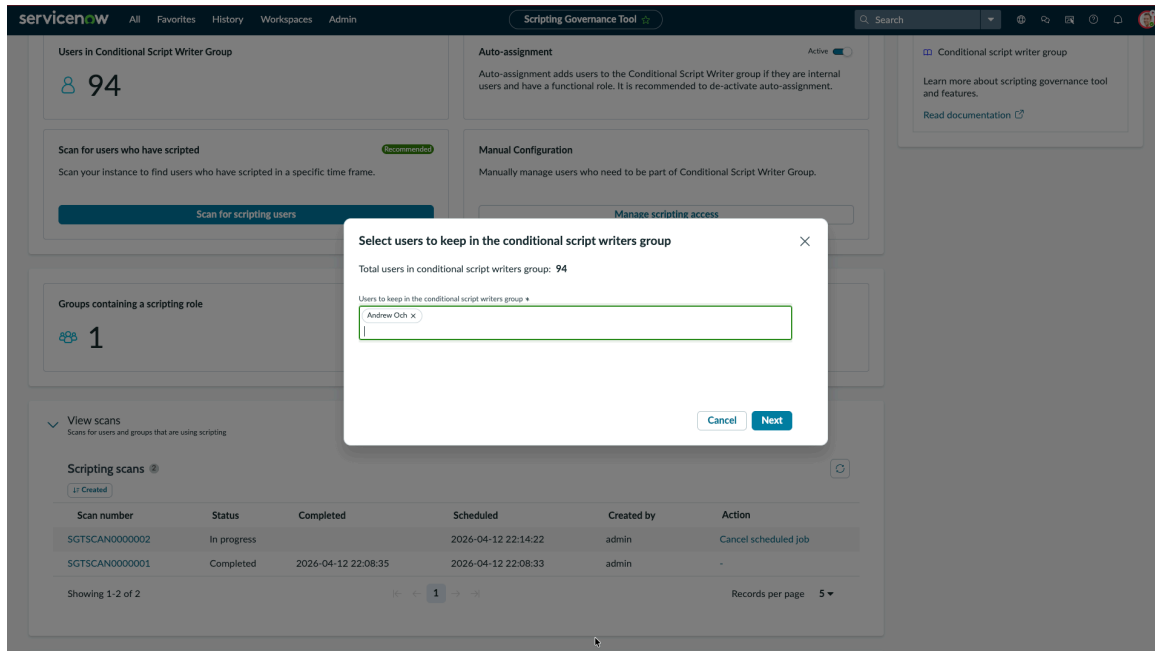 servicenow All Favorites History Workspaces Admin Scripting Governance Tool Search
Users in Conditional Script Writer Group
94
Auto-assignment Active
Auto-assignment adds users to the Conditional Script Writer group if they are internal
users and have a functional role. It is recommended to de-activate auto-assignment.
Conditional script writer group
Learn more about scripting governance tool
and features.
Read documentation
Scan for users who have scripted Recommended
Scan your instance to find users who have scripted in a specific time frame.
Scan for scripting users
Manual Configuration
Manually manage users who need to be part of Conditional Script Writer Group.
Manage scripting access
Select users to keep in the conditional script writers group
Total users in conditional script writers group: 94
Users to keep in the conditional script writers group *
Andrew Och ×
Cancel Next
Groups containing a scripting role
1
View scans
Scans for users and groups that are using scripting
Scripting scans 2
Created
Scan number Status Completed Scheduled Created by Action
SGTSCAN0000002 In progress 2026-04-12 22:14:22 admin Cancel scheduled job
SGTSCAN0000001 Completed 2026-04-12 22:08:35 2026-04-12 22:08:33 admin -
Showing 1-2 of 2 1 Records per page 5